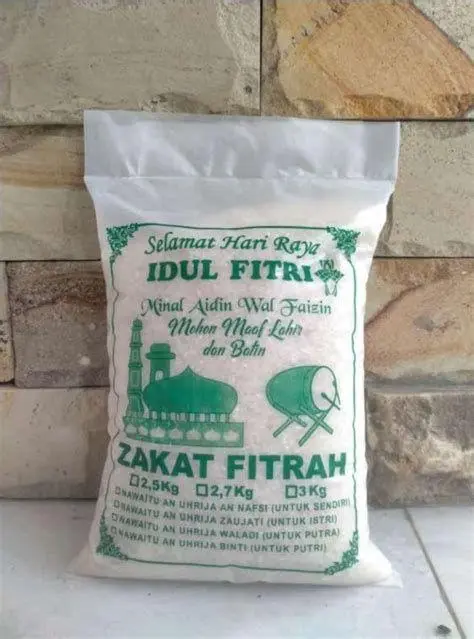 Selamat Hari Raya
IDUL FITRI
Minal Aidin Wal Faizin
Mohon Maaf Lahir
dan Batin
ZAKAT FITRAH
2,5Kg 2,7Kg 3Kg
NAWAITU AN UHRIJA AN NAFSI (UNTUK SENDIRI)
NAWAITU AN UHRIJA ZAUJATI (UNTUK ISTRI)
NAWAITU AN UHRIJA WALADI (UNTUK PUTRA)
NAWAITU AN UHRIJA BINTI (UNTUK PUTRI)